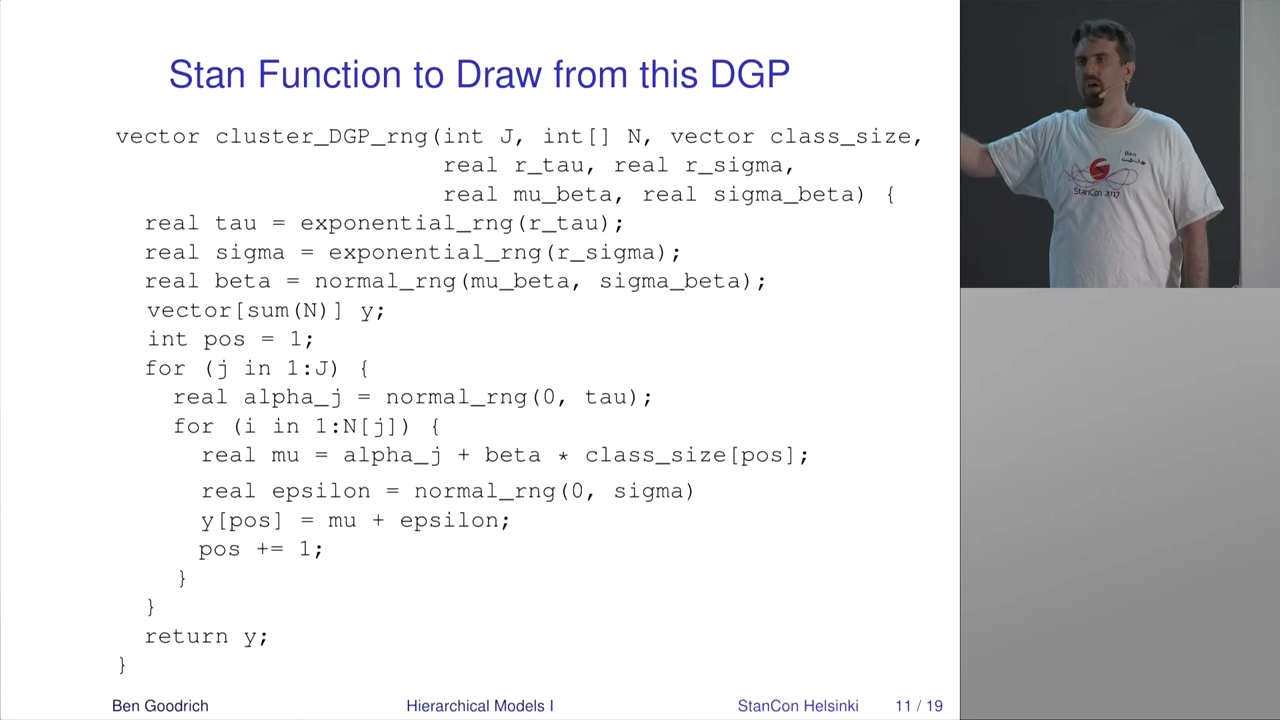 Stan Function to Draw from this DGP
vector cluster_DGP_rng(int J, int[] N, vector class_size,
real r_tau, real r_sigma,
real mu_beta, real sigma_beta) {
real tau = exponential_rng(r_tau);
real sigma = exponential_rng(r_sigma);
real beta = normal_rng(mu_beta, sigma_beta);
vector[sum(N)] y;
int pos = 1;
for (j in 1:J) {
real alpha_j = normal_rng(0, tau);
for (i in 1:N[j]) {
real mu = alpha_j + beta * class_size[pos];
real epsilon = normal_rng(0, sigma)
y[pos] = mu + epsilon;
pos += 1;
}
}
return y;
}
Ben Goodrich Hierarchical Models I StanCon Helsinki 11 / 19
Ben
Goodrich
StanCon 2017